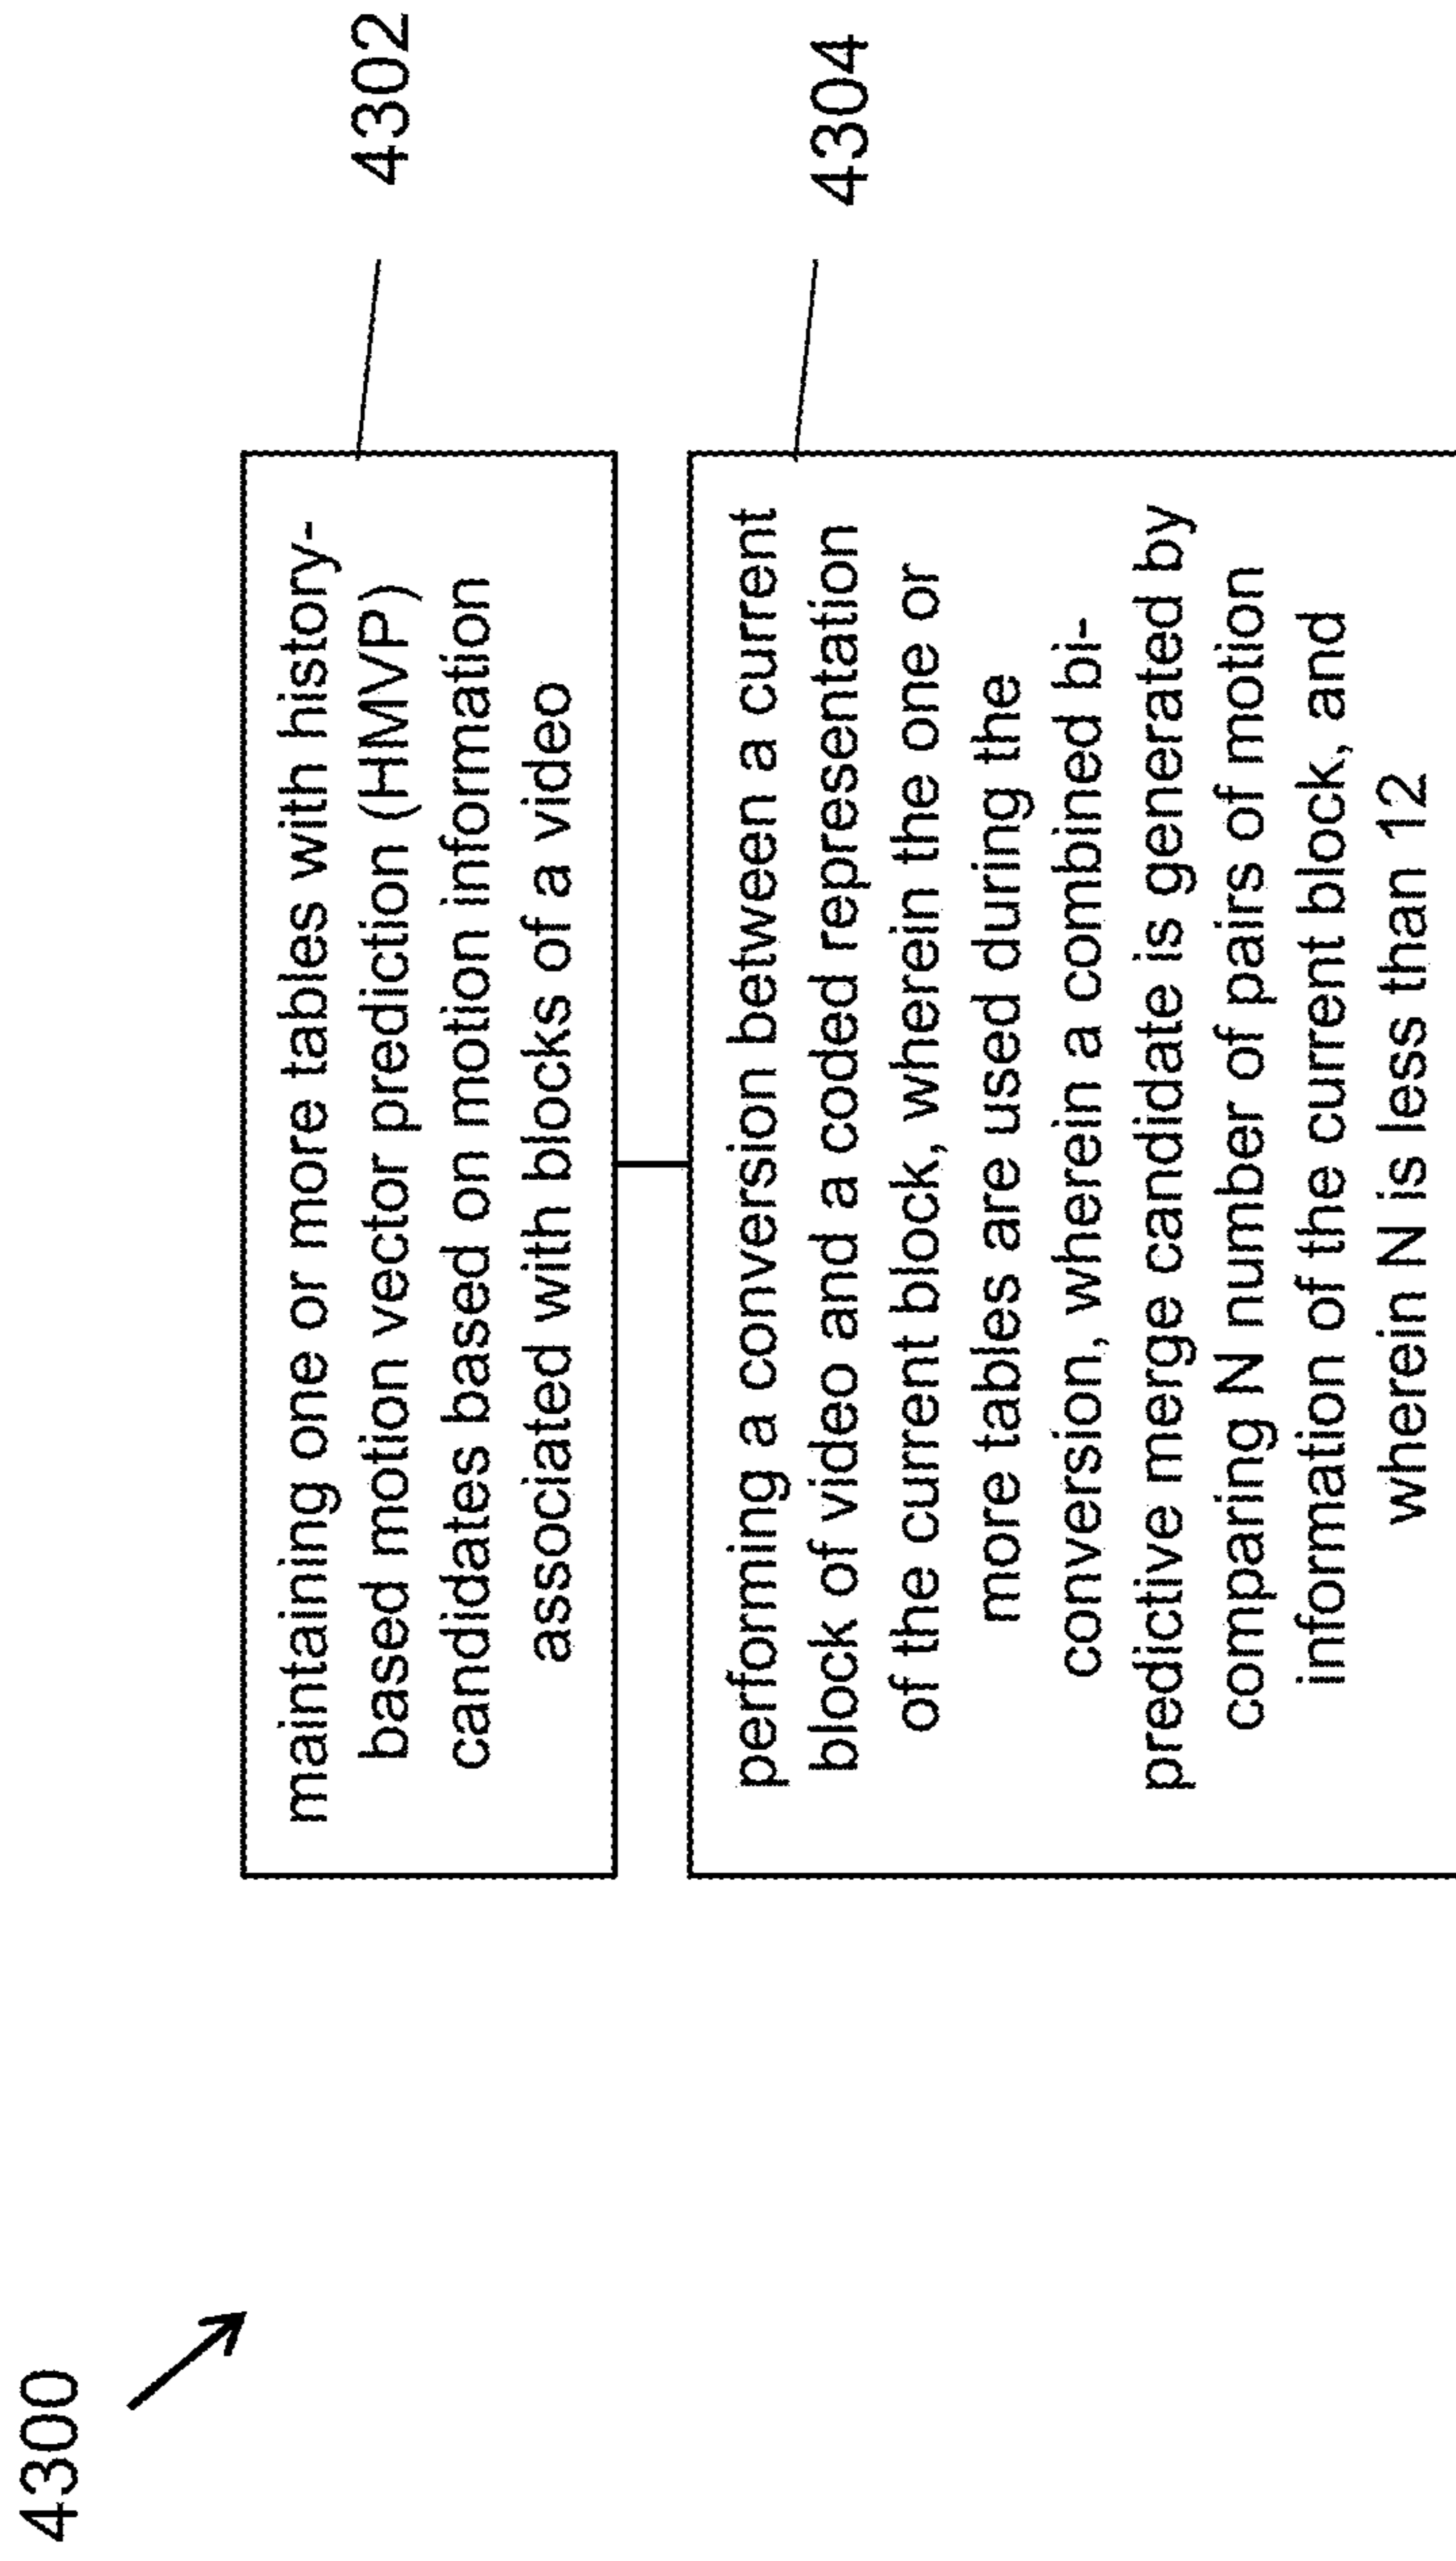 4300
maintaining one or more tables with history-
based motion vector prediction (HMVP)
candidates based on motion information
associated with blocks of a video
4302
performing a conversion between a current
block of video and a coded representation
of the current block, wherein the one or
more tables are used during the
conversion, wherein a combined bi-
predictive merge candidate is generated by
comparing N number of pairs of motion
information of the current block, and
wherein N is less than 12
4304